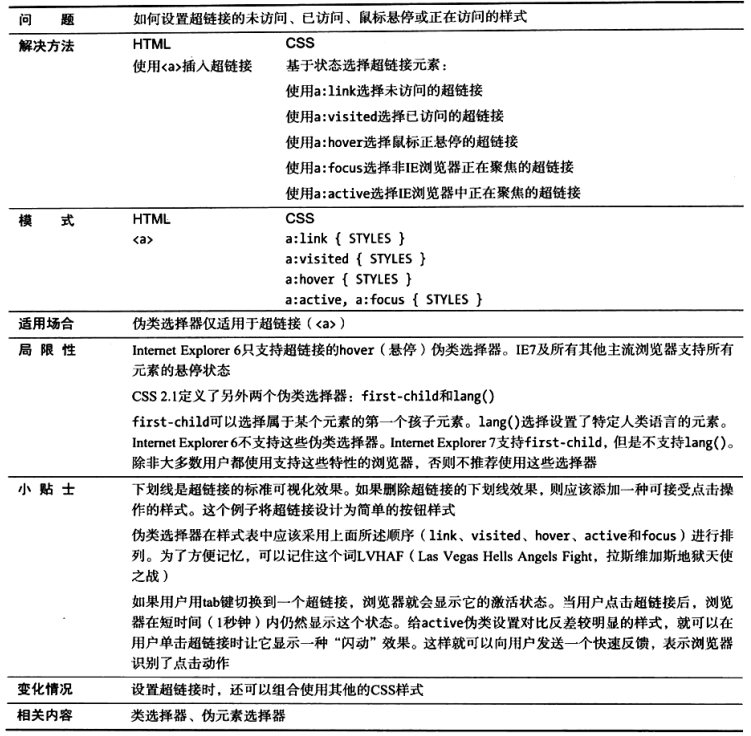 问 题 如何设置超链接的未访问、已访问、鼠标悬停或正在访问的样式
解决方法 HTML CSS
使用<a>插入超链接 基于状态选择超链接元素：
使用a:link选择未访问的超链接
使用a:visited选择已访问的超链接
使用a:hover选择鼠标正悬停的超链接
使用a:focus选择非IE浏览器正在聚焦的超链接
使用a:active选择IE浏览器中正在聚焦的超链接
模 式 HTML CSS
<a> a:link { STYLES }
a:visited { STYLES }
a:hover { STYLES }
a:active, a:focus { STYLES }
适用场合 伪类选择器仅适用于超链接（<a>）
局 限 性 Internet Explorer 6只支持超链接的hover（悬停）伪类选择器。IE7及所有其他主流浏览器支持所有
元素的悬停状态
CSS 2.1定义了另外两个伪类选择器：first-child和lang()
first-child可以选择属于某个元素的第一个孩子元素。lang()选择设置了特定人类语言的元素。
Internet Explorer 6不支持这些伪类选择器。Internet Explorer 7支持first-child，但是不支持lang()。
除非大多数用户都使用支持这些特性的浏览器，否则不推荐使用这些选择器
小 贴 士 下划线是超链接的标准可视化效果。如果删除超链接的下划线效果，则应该添加一种可接受点击操
作的样式。这个例子将超链接设计为简单的按钮样式
伪类选择器在样式表中应该采用上面所述顺序（link、visited、hover、active和focus）进行排
列。为了方便记忆，可以记住这个词LVHAF（Las Vegas Hells Angels Fight，拉斯维加斯地狱天使
之战）
如果用户用tab键切换到一个超链接，浏览器就会显示它的激活状态。当用户点击超链接后，浏览
器在短时间（1秒钟）内仍然显示这个状态。给active伪类设置对比反差较明显的样式，就可以在
用户单击超链接时让它显示一种“闪动”效果。这样就可以向用户发送一个快速反馈，表示浏览器
识别了点击动作
变化情况 设置超链接时，还可以组合使用其他的CSS样式
相关内容 类选择器、伪元素选择器